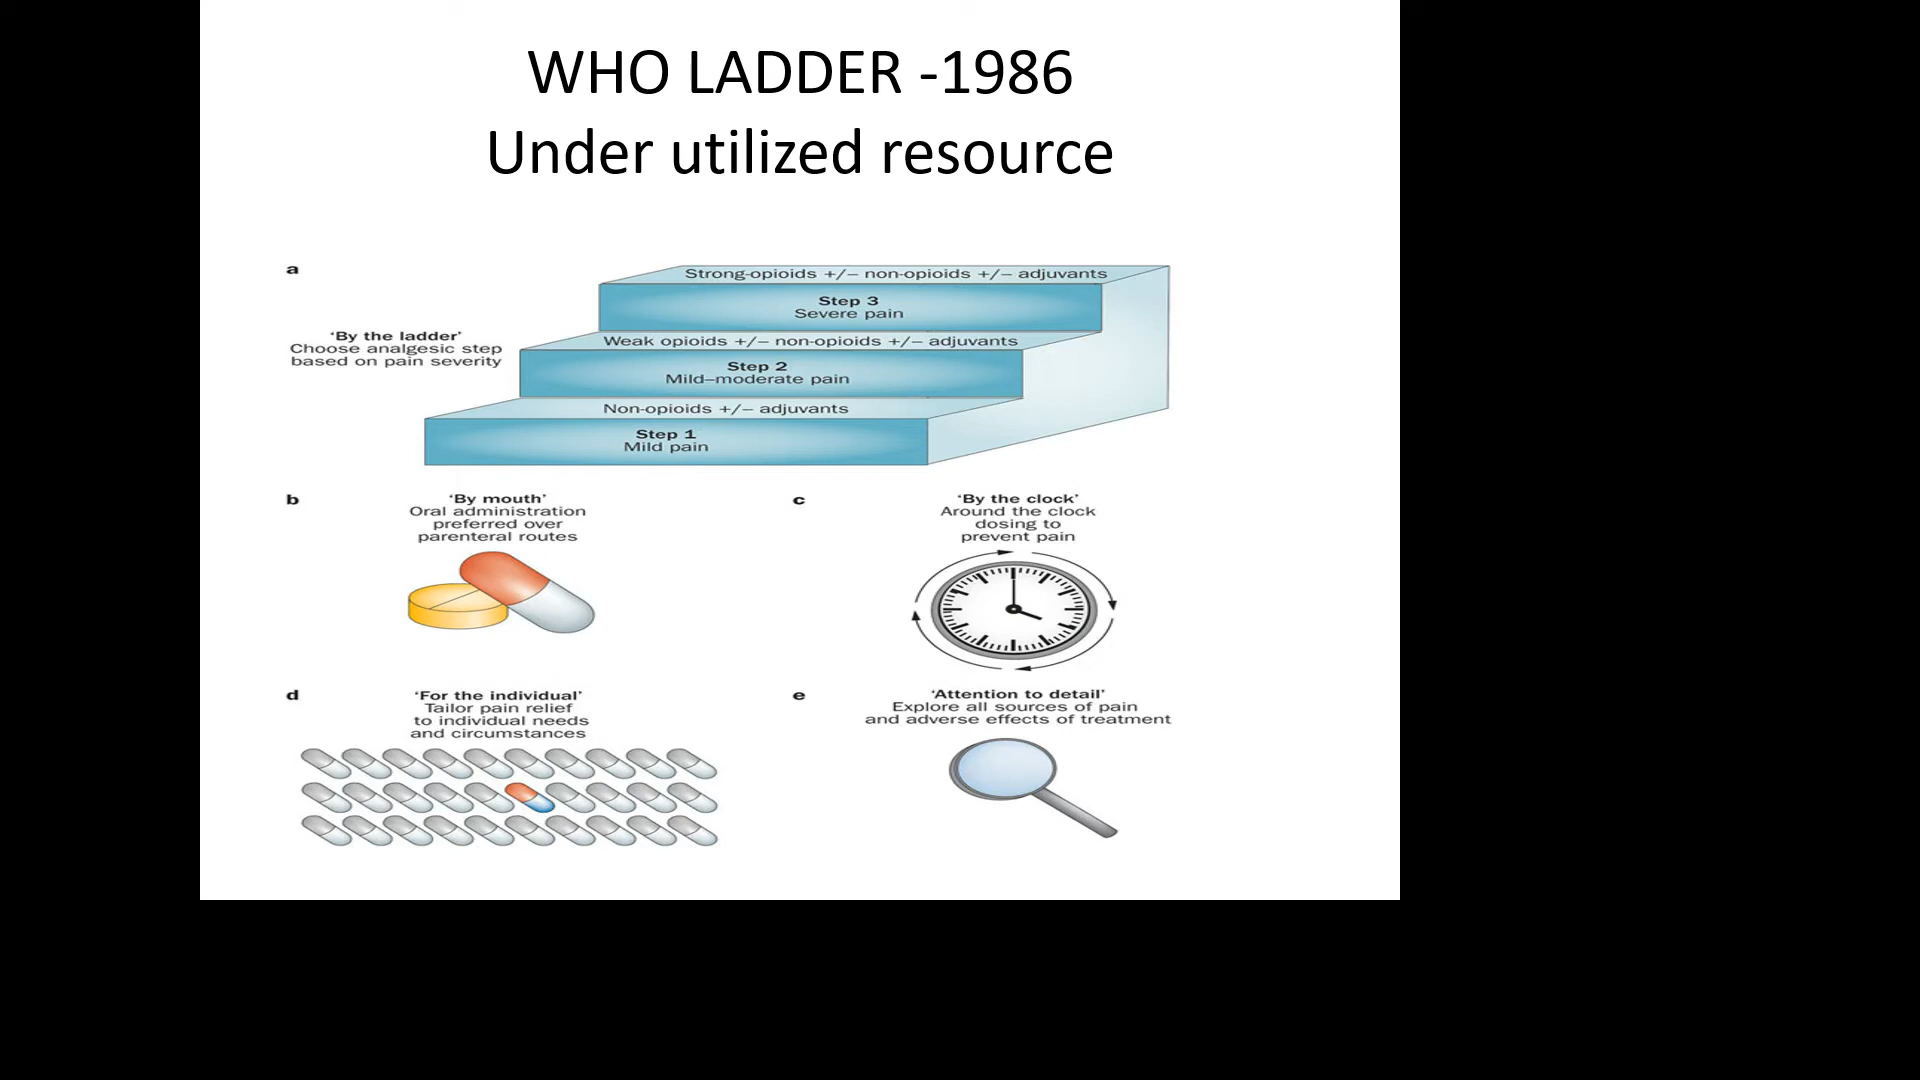 WHO LADDER -1986
Under utilized resource
a
‘By the ladder’
Choose analgesic step
based on pain severity
Strong-opioids +/– non-opioids +/– adjuvants
Step 3
Severe pain
Weak opioids +/– non-opioids +/– adjuvants
Step 2
Mild–moderate pain
Non-opioids +/– adjuvants
Step 1
Mild pain
b
‘By mouth’
Oral administration
preferred over
parenteral routes
c
‘By the clock’
Around the clock
dosing to
prevent pain
d
‘For the individual’
Tailor pain relief
to individual needs
and circumstances
e
‘Attention to detail’
Explore all sources of pain
and adverse effects of treatment